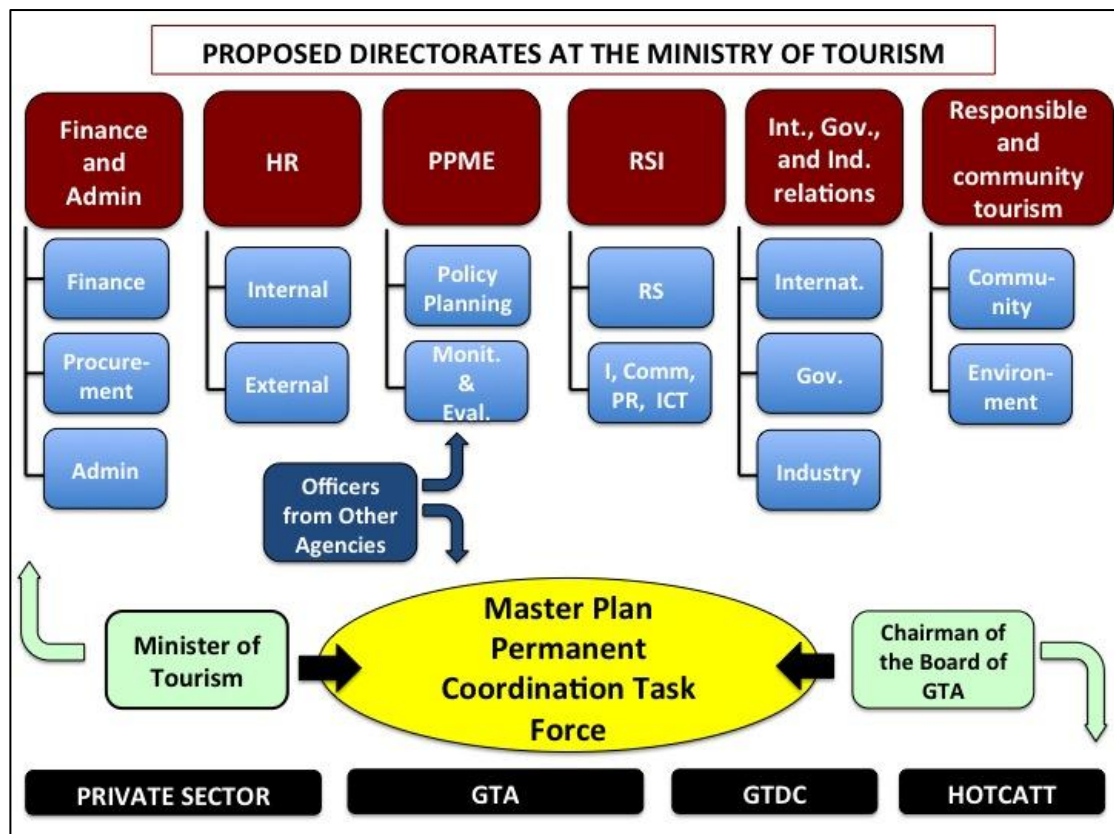 PROPOSED DIRECTORATES AT THE MINISTRY OF TOURISM
Finance
and
Admin
HR
PPME
RSI
Int., Gov.,
and Ind.
relations
Responsible
and
community
tourism
Finance
Procure-
ment
Admin
Internal
External
Policy
Planning
Monit.
&
Eval.
RS
I, Comm,
PR, ICT
Internat.
Gov.
Industry
Commu-
nity
Environ-
ment
Officers
from Other
Agencies
Minister of
Tourism
Master Plan
Permanent
Coordination Task
Force
Chairman of
the Board of
GTA
PRIVATE SECTOR
GTA
GTDC
HOTCATT